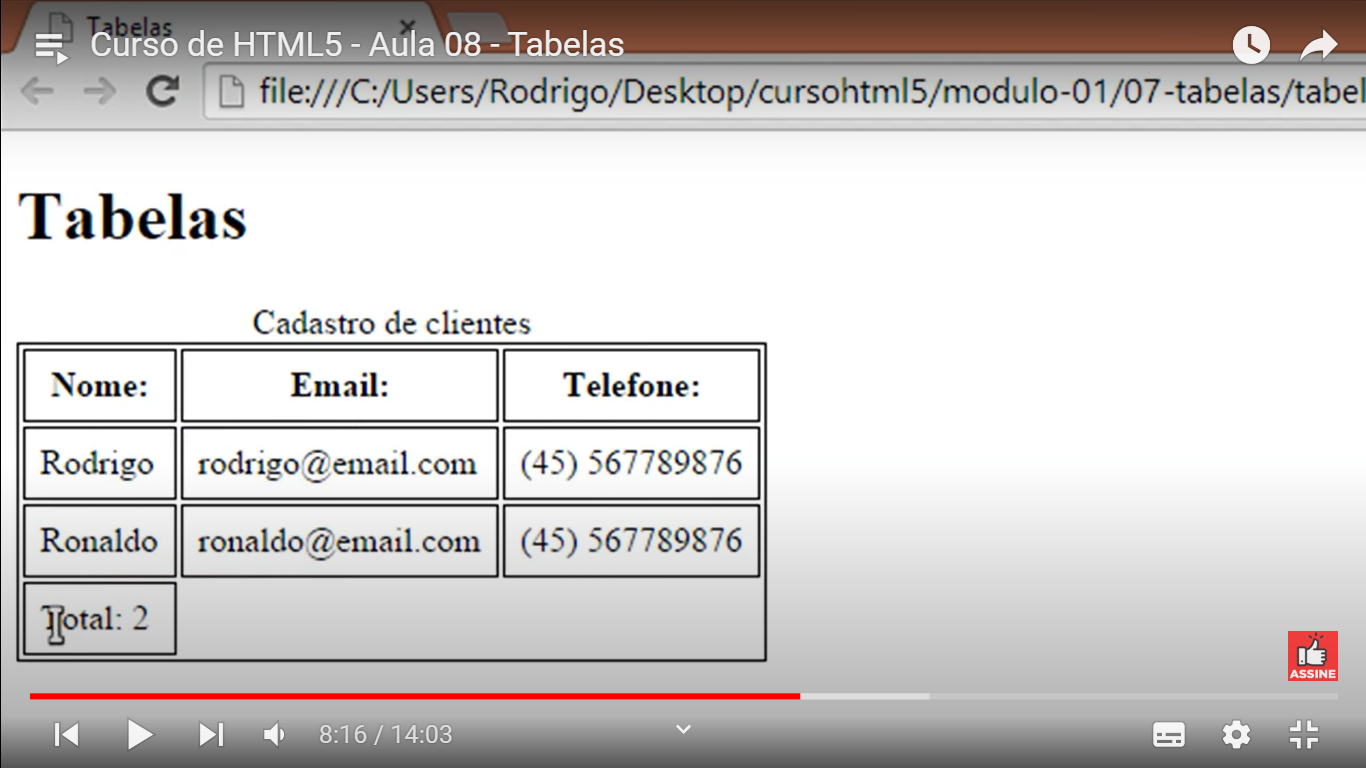 Tabelas
Curso de HTML5 - Aula 08 - Tabelas
file:///C:/Users/Rodrigo/Desktop/cursohtml5/modulo-01/07-tabelas/tabel
Tabelas
Cadastro de clientes
Nome: Email: Telefone:
Rodrigo rodrigo@email.com (45) 567789876
Ronaldo ronaldo@email.com (45) 567789876
Total: 2
ASSINE
8:16 / 14:03